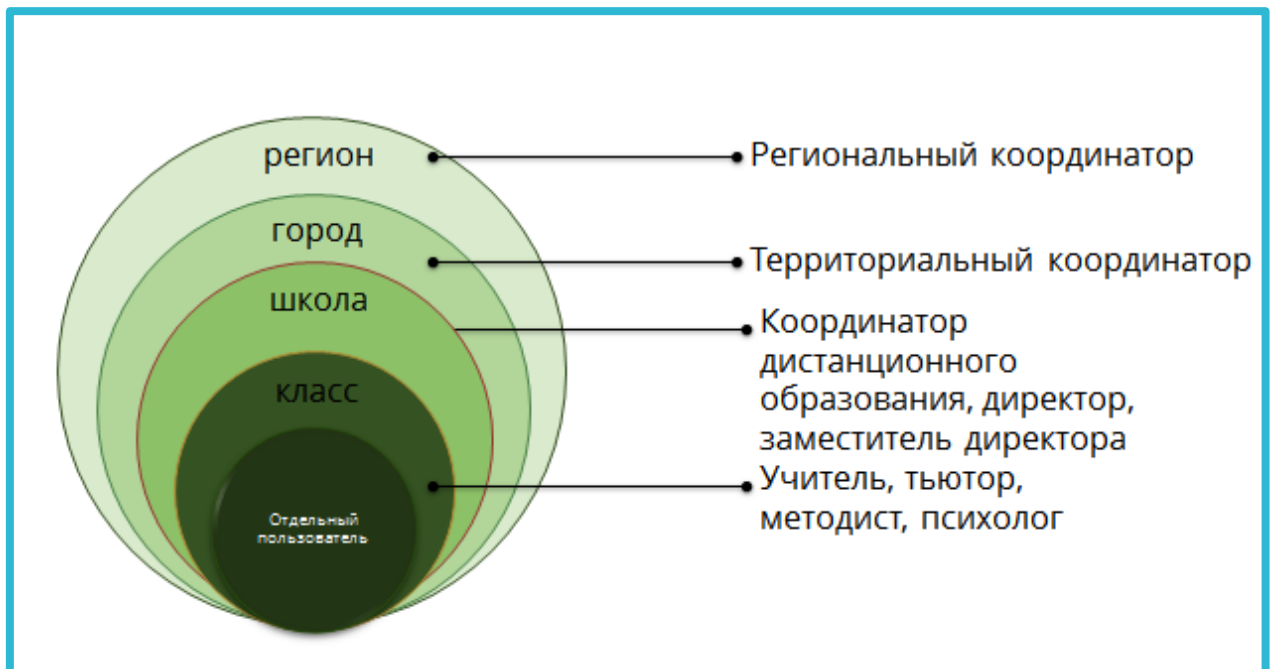 регион
Региональный координатор
город
Территориальный координатор
школа
Координатор
дистанционного
образования, директор,
заместитель директора
класс
Учитель, тьютор,
методист, психолог
Отдельный
пользователь